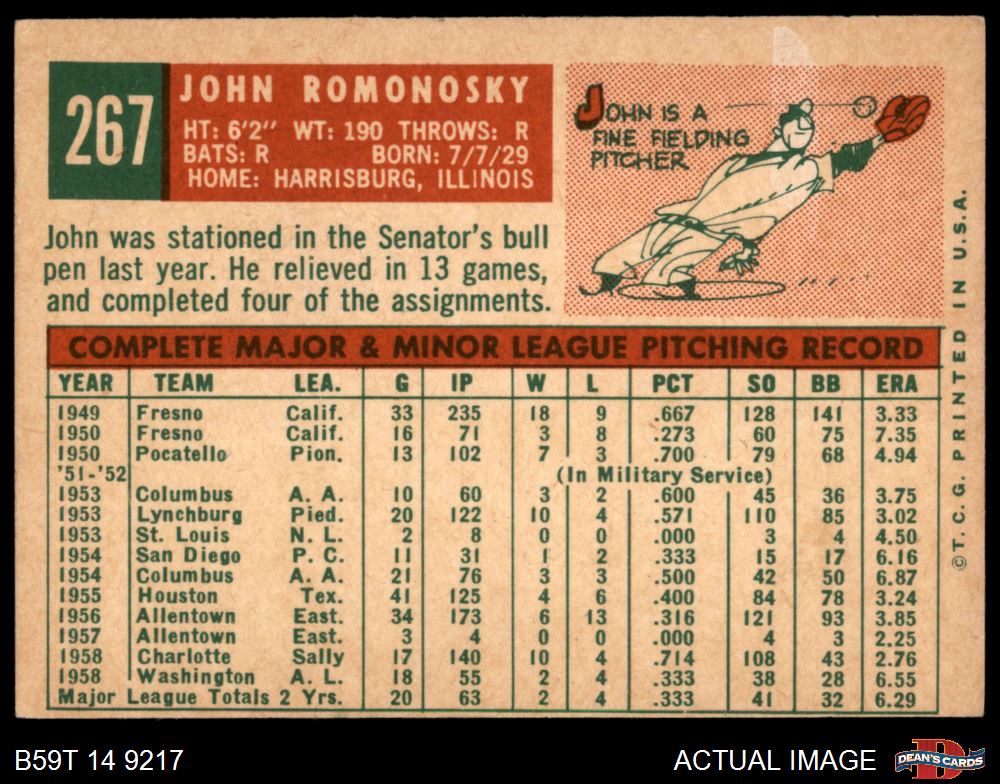 267
JOHN ROMONOSKY
HT: 6'2" WT: 190 THROWS: R
BATS: R BORN: 7/7/29
HOME: HARRISBURG, ILLINOIS
JOHN IS A
FINE FIELDING
PITCHER
John was stationed in the Senator's bull
pen last year. He relieved in 13 games,
and completed four of the assignments.
COMPLETE MAJOR & MINOR LEAGUE PITCHING RECORD
YEAR TEAM LEA. G IP W L PCT SO BB ERA
1949 Fresno Calif. 33 235 18 9 .667 128 141 3.33
1950 Fresno Calif. 16 71 3 8 .273 60 75 7.35
1950 Pocatello Pion. 13 102 7 3 .700 79 68 4.94
'51-'52 (In Military Service)
1953 Columbus A. A. 10 60 3 2 .600 45 36 3.75
1953 Lynchburg Pied. 20 122 10 4 .571 110 85 3.02
1953 St. Louis N. L. 2 8 0 0 .000 3 4 4.50
1954 San Diego P. C. 11 31 1 2 .333 15 17 6.16
1954 Columbus A. A. 21 76 3 3 .500 42 50 6.87
1955 Houston Tex. 41 125 4 6 .400 84 78 3.24
1956 Allentown East. 34 173 6 13 .316 121 93 3.85
1957 Allentown East. 3 4 0 0 .000 4 3 2.25
1958 Charlotte Sally 17 140 10 4 .714 108 43 2.76
1958 Washington A. L. 18 55 2 4 .333 38 28 6.55
Major League Totals 2 Yrs. 20 63 2 4 .333 41 32 6.29
© T. C. G. PRINTED IN U.S.A.
B59T 14 9217
ACTUAL IMAGE
DEAN'S CARDS